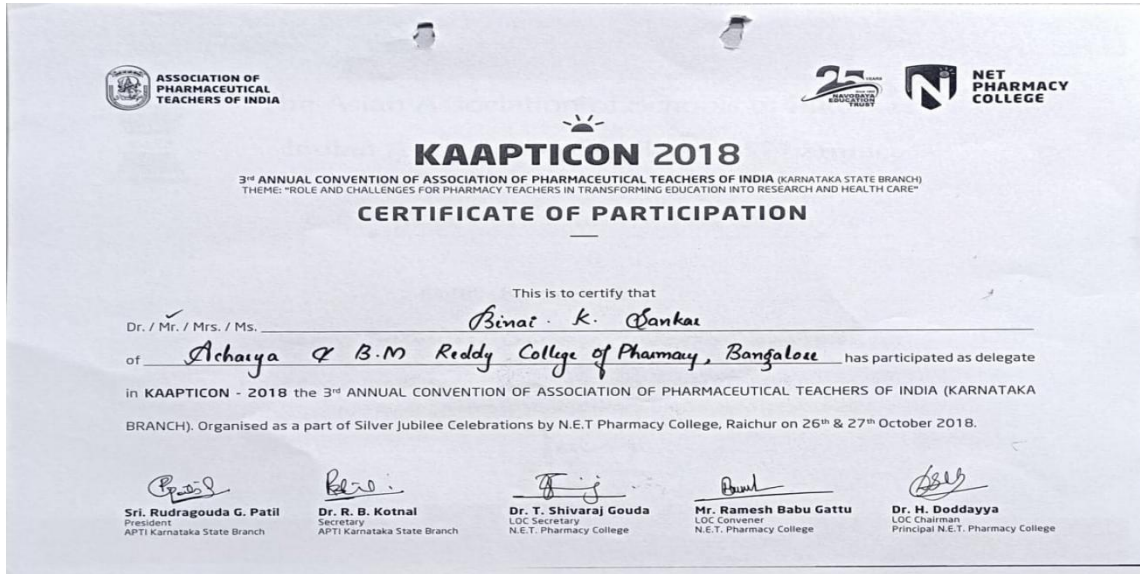 ASSOCIATION OF
PHARMACEUTICAL
TEACHERS OF INDIA
25 YEARS
SINCE 1992
NAVODAYA
EDUCATION
TRUST
NET
PHARMACY
COLLEGE
KAAPTICON 2018
3rd ANNUAL CONVENTION OF ASSOCIATION OF PHARMACEUTICAL TEACHERS OF INDIA (KARNATAKA STATE BRANCH)
THEME: "ROLE AND CHALLENGES FOR PHARMACY TEACHERS IN TRANSFORMING EDUCATION INTO RESEARCH AND HEALTH CARE"
CERTIFICATE OF PARTICIPATION
This is to certify that
Dr. / Mr. / Mrs. / Ms. Binai . K. Sankar
of Acharya & B.M Reddy College of Pharmacy, Bangalore has participated as delegate
in KAAPTICON - 2018 the 3rd ANNUAL CONVENTION OF ASSOCIATION OF PHARMACEUTICAL TEACHERS OF INDIA (KARNATAKA
BRANCH). Organised as a part of Silver Jubilee Celebrations by N.E.T Pharmacy College, Raichur on 26th & 27th October 2018.
Sri. Rudragouda G. Patil
President
APTI Karnataka State Branch
Dr. R. B. Kotnal
Secretary
APTI Karnataka State Branch
Dr. T. Shivaraj Gouda
LOC Secretary
N.E.T. Pharmacy College
Mr. Ramesh Babu Gattu
LOC Convener
N.E.T. Pharmacy College
Dr. H. Doddayya
LOC Chairman
Principal N.E.T. Pharmacy College